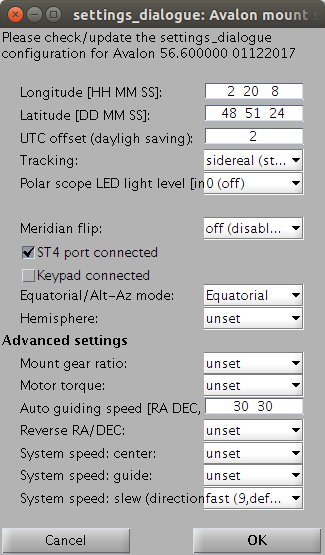 settings_dialogue: Avalon mount s
Please check/update the settings_dialogue
configuration for Avalon 56.600000 01122017
Longitude [HH MM SS]: 2 20 8
Latitude [DD MM SS]: 48 51 24
UTC offset (dayligh saving): 2
Tracking: sidereal (st...
Polar scope LED light level [in 0 (off)
Meridian flip: off (disabl...
ST4 port connected
Keypad connected
Equatorial/Alt-Az mode: Equatorial
Hemisphere: unset
Advanced settings
Mount gear ratio: unset
Motor torque: unset
Auto guiding speed [RA DEC, 30 30
Reverse RA/DEC: unset
System speed: center: unset
System speed: guide: unset
System speed: slew (direction fast (9,def...
Cancel OK